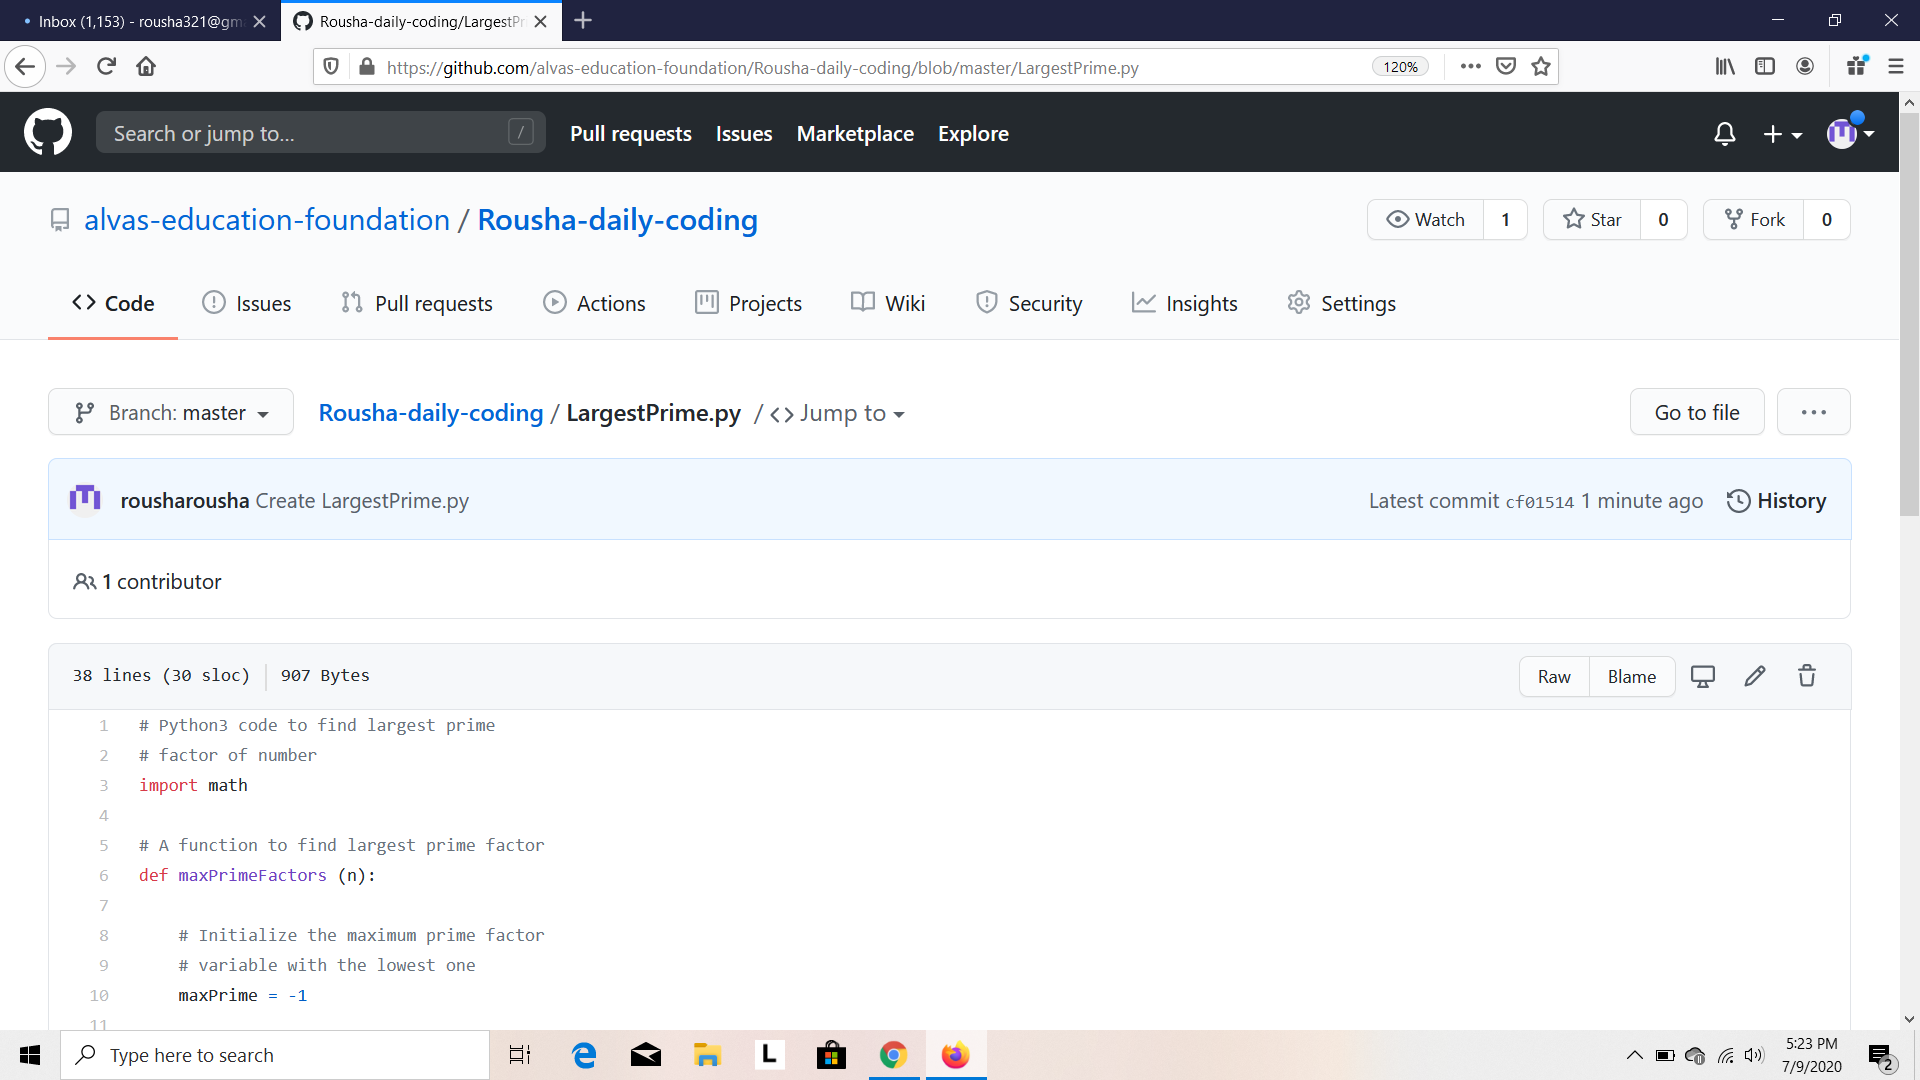 Inbox (1,153) - rousha321@gm
Rousha-daily-coding/LargestPr
https://github.com/alvas-education-foundation/Rousha-daily-coding/blob/master/LargestPrime.py
120%
Search or jump to...
/
Pull requests
Issues
Marketplace
Explore
alvas-education-foundation / Rousha-daily-coding
Watch 1
Star 0
Fork 0
Code
Issues
Pull requests
Actions
Projects
Wiki
Security
Insights
Settings
Branch: master
Rousha-daily-coding / LargestPrime.py / <> Jump to
Go to file
rousharousha Create LargestPrime.py
Latest commit cf01514 1 minute ago
History
1 contributor
38 lines (30 sloc) 907 Bytes
Raw
Blame
1 # Python3 code to find largest prime
2 # factor of number
3 import math
4
5 # A function to find largest prime factor
6 def maxPrimeFactors (n):
7
8 # Initialize the maximum prime factor
9 # variable with the lowest one
10 maxPrime = -1
11
Type here to search
L
5:23 PM
7/9/2020
2